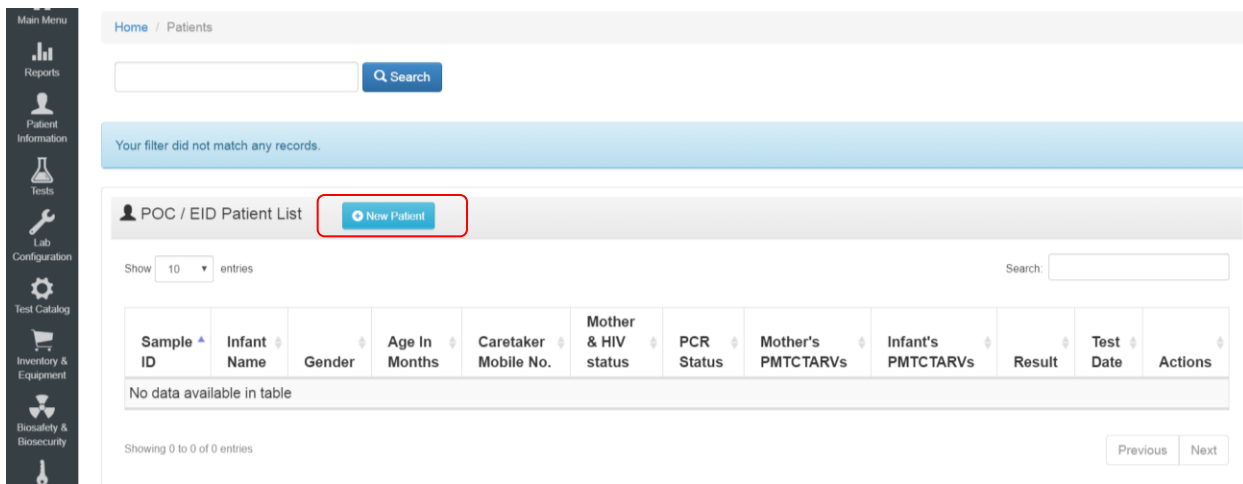 Main Menu
Reports
Patient
Information
Tests
Lab
Configuration
Test Catalog
Inventory &
Equipment
Biosafety &
Biosecurity
Home / Patients
Search
Your filter did not match any records.
POC / EID Patient List
New Patient
Show 10 entries
Search:
Sample
ID
Infant
Name
Gender
Age In
Months
Caretaker
Mobile No.
Mother
& HIV
status
PCR
Status
Mother's
PMTCTARVs
Infant's
PMTCTARVs
Result
Test
Date
Actions
No data available in table
Showing 0 to 0 of 0 entries
Previous
Next